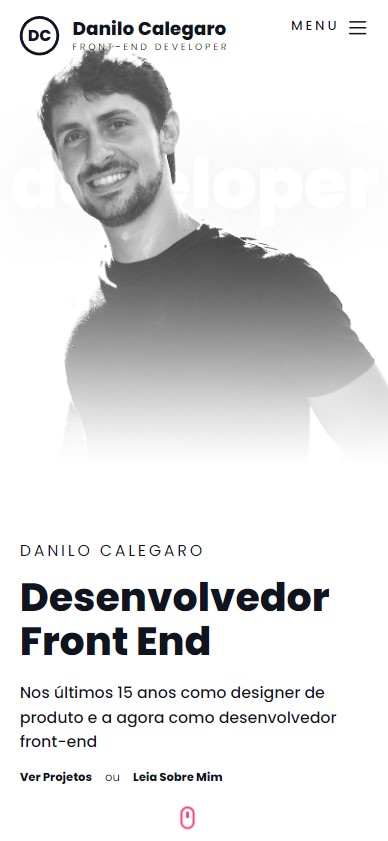 DC
Danilo Calegaro
FRONT-END DEVELOPER
MENU
developer
DANILO CALEGARO
Desenvolvedor
Front End
Nos últimos 15 anos como designer de
produto e a agora como desenvolvedor
front-end
Ver Projetos ou Leia Sobre Mim